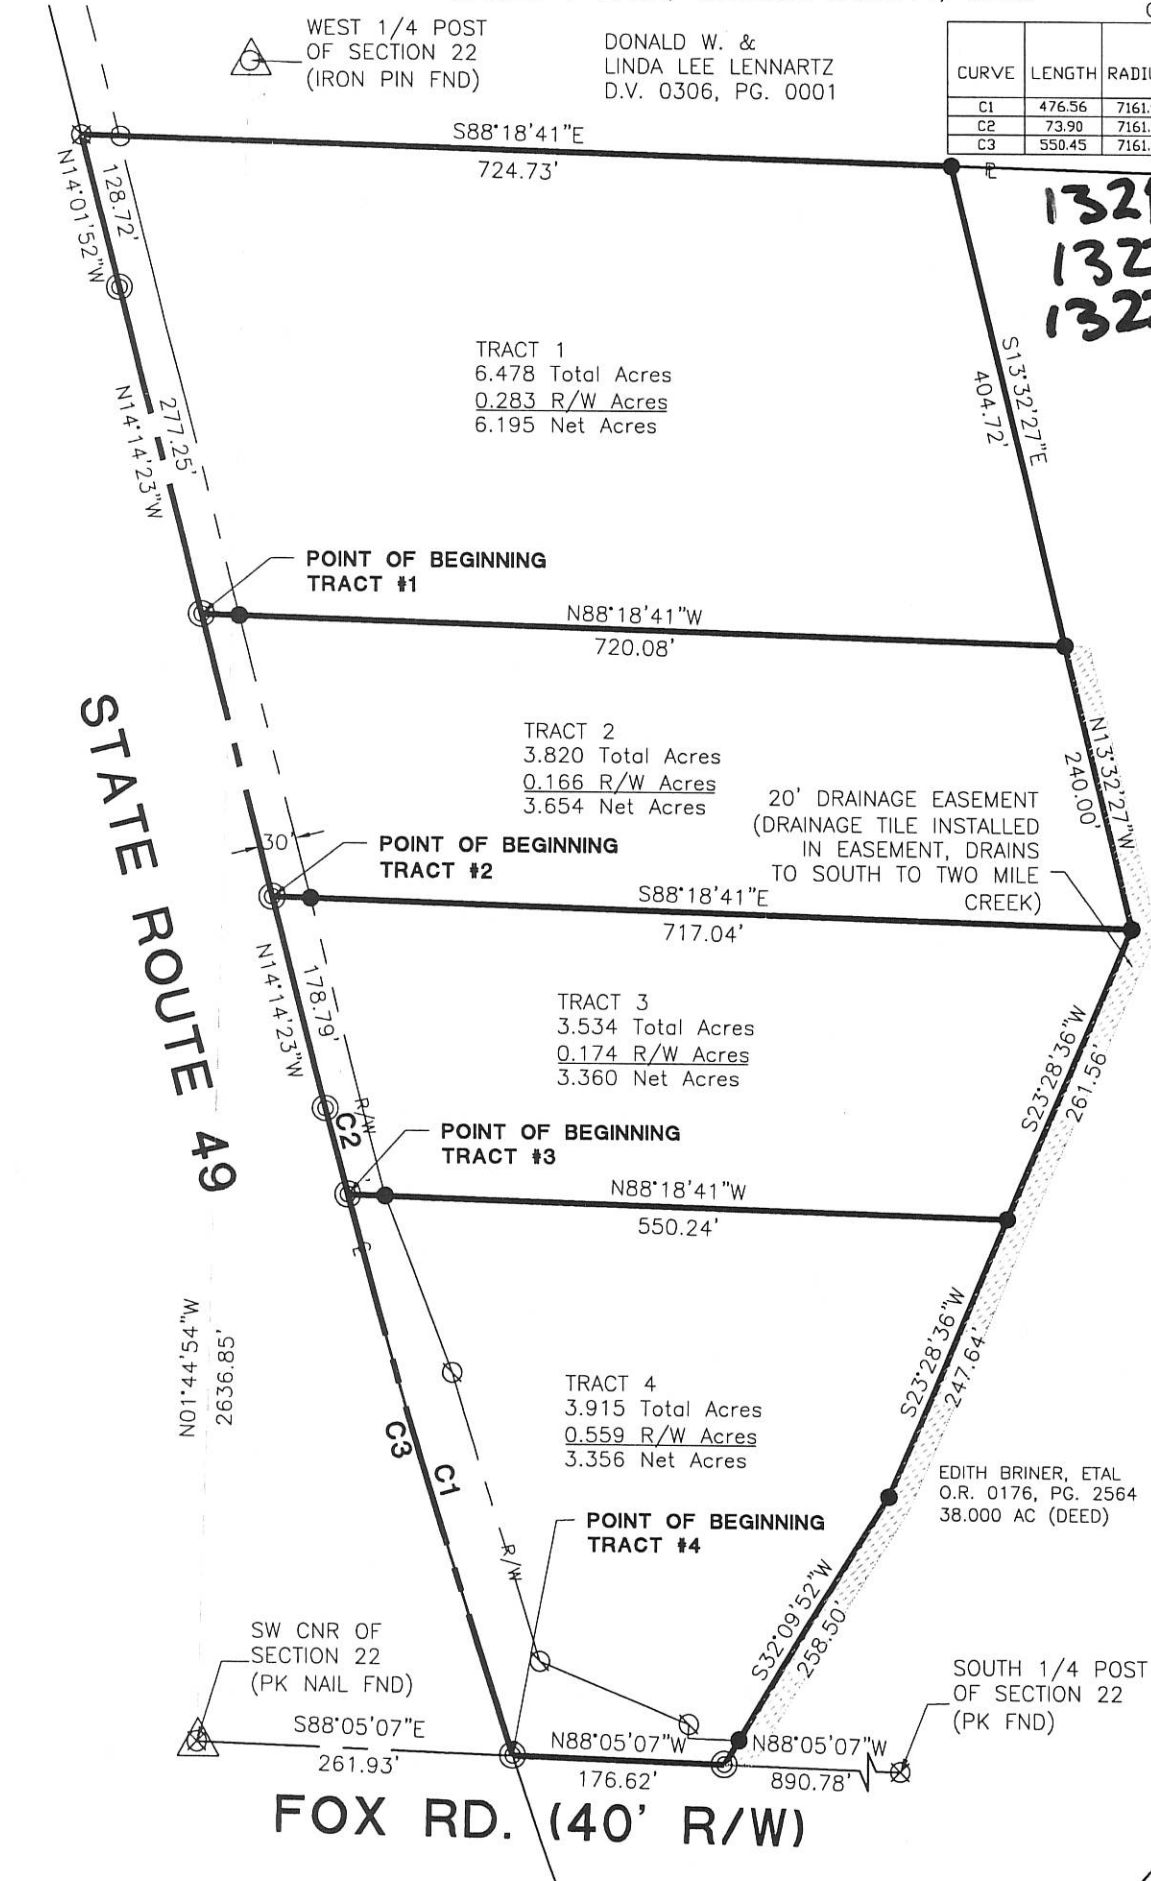 WEST 1/4 POST
OF SECTION 22
(IRON PIN FND)
DONALD W. &
LINDA LEE LENNARTZ
D.V. 0306, PG. 0001
CURVE LENGTH
C1 476.56 7161.
C2 73.90 7161.
C3 550.45 7161.
S88°18'41"E
724.73'
N14°01'52"W
128.72'
TRACT 1
6.478 Total Acres
0.283 R/W Acres
6.195 Net Acres
S13°32'27"E
404.72'
N14°14'23"W
277.25'
POINT OF BEGINNING
TRACT #1
N88°18'41"W
720.08'
STATE ROUTE 49
TRACT 2
3.820 Total Acres
0.166 R/W Acres
3.654 Net Acres
N13°32'27"W
240.00'
20' DRAINAGE EASEMENT
(DRAINAGE TILE INSTALLED
IN EASEMENT, DRAINS
TO SOUTH TO TWO MILE
CREEK)
30'
POINT OF BEGINNING
TRACT #2
S88°18'41"E
717.04'
N14°14'23"W
178.79'
TRACT 3
3.534 Total Acres
0.174 R/W Acres
3.360 Net Acres
S23°28'36"W
261.56'
R/W
C2
POINT OF BEGINNING
TRACT #3
N88°18'41"W
550.24'
N01°44'54"W
2636.85'
TRACT 4
3.915 Total Acres
0.559 R/W Acres
3.356 Net Acres
S23°28'36"W
247.64'
C3
C1
EDITH BRINER, ETAL
O.R. 0176, PG. 2564
38.000 AC (DEED)
POINT OF BEGINNING
TRACT #4
R/W
S32°09'52"W
258.50'
SW CNR OF
SECTION 22
(PK NAIL FND)
SOUTH 1/4 POST
OF SECTION 22
(PK FND)
S88°05'07"E
261.93'
N88°05'07"W
176.62'
N88°05'07"W
890.78'
FOX RD. (40' R/W)